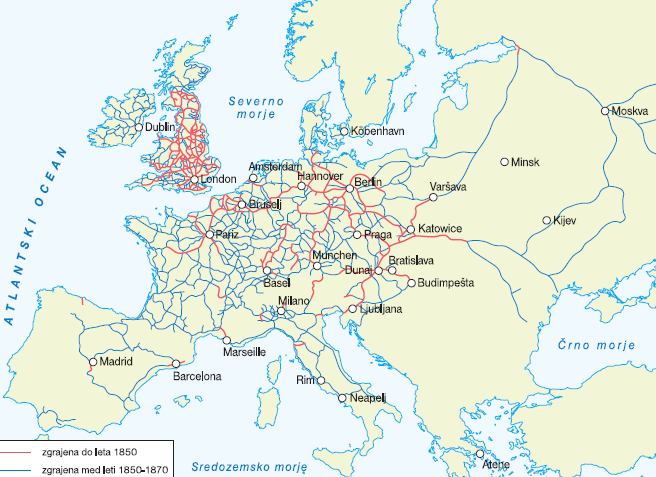 Severno
morje
Moskva
Dublin
Köbenhavn
Minsk
Amsterdam
London
Hannover
Berlin
Varšava
Bruselj
ATLANTSKI OCEAN
Pariz
Praga
Katowice
Kijev
Munchen
Dunaj
Bratislava
Basel
Budimpešta
Milano
Ljubljana
Črno morje
Marseille
Madrid
Barcelona
Rim
Neapelj
zgrajena do leta 1850
zgrajena med leti 1850-1870
Sredozemsko morje
Atene